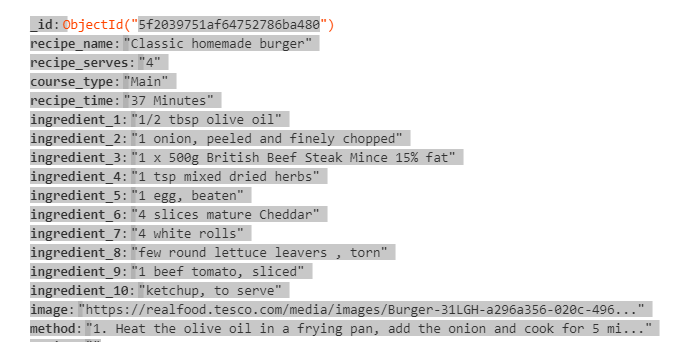 _id:ObjectId("5f2039751af64752786ba480")
recipe_name:"Classic homemade burger"
recipe_serves:"4"
course_type:"Main"
recipe_time:"37 Minutes"
ingredient_1:"1/2 tbsp olive oil"
ingredient_2:"1 onion, peeled and finely chopped"
ingredient_3:"1 x 500g British Beef Steak Mince 15% fat"
ingredient_4:"1 tsp mixed dried herbs"
ingredient_5:"1 egg, beaten"
ingredient_6:"4 slices mature Cheddar"
ingredient_7:"4 white rolls"
ingredient_8:"few round lettuce leavers , torn"
ingredient_9:"1 beef tomato, sliced"
ingredient_10:"ketchup, to serve"
image:"https://realfood.tesco.com/media/images/Burger-31LGH-a296a356-020c-496..."
method:"1. Heat the olive oil in a frying pan, add the onion and cook for 5 mi..."